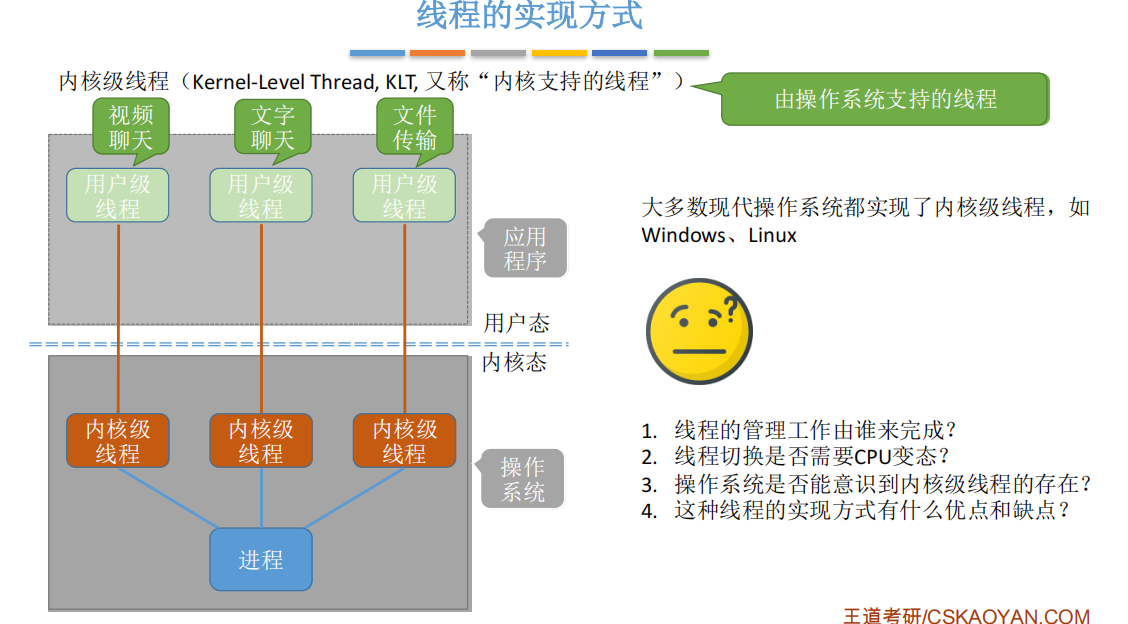 线程的实现方式
内核级线程（Kernel-Level Thread, KLT, 又称“内核支持的线程”）
由操作系统支持的线程
视频
聊天
文字
聊天
文件
传输
用户级
线程
用户级
线程
用户级
线程
应用
程序
大多数现代操作系统都实现了内核级线程，如
Windows、Linux
?
用户态
内核态
内核级
线程
内核级
线程
内核级
线程
操作
系统
进程
1. 线程的管理工作由谁来完成？
2. 线程切换是否需要CPU变态？
3. 操作系统是否能意识到内核级线程的存在？
4. 这种线程的实现方式有什么优点和缺点？
王道考研/CSKAOYAN.COM